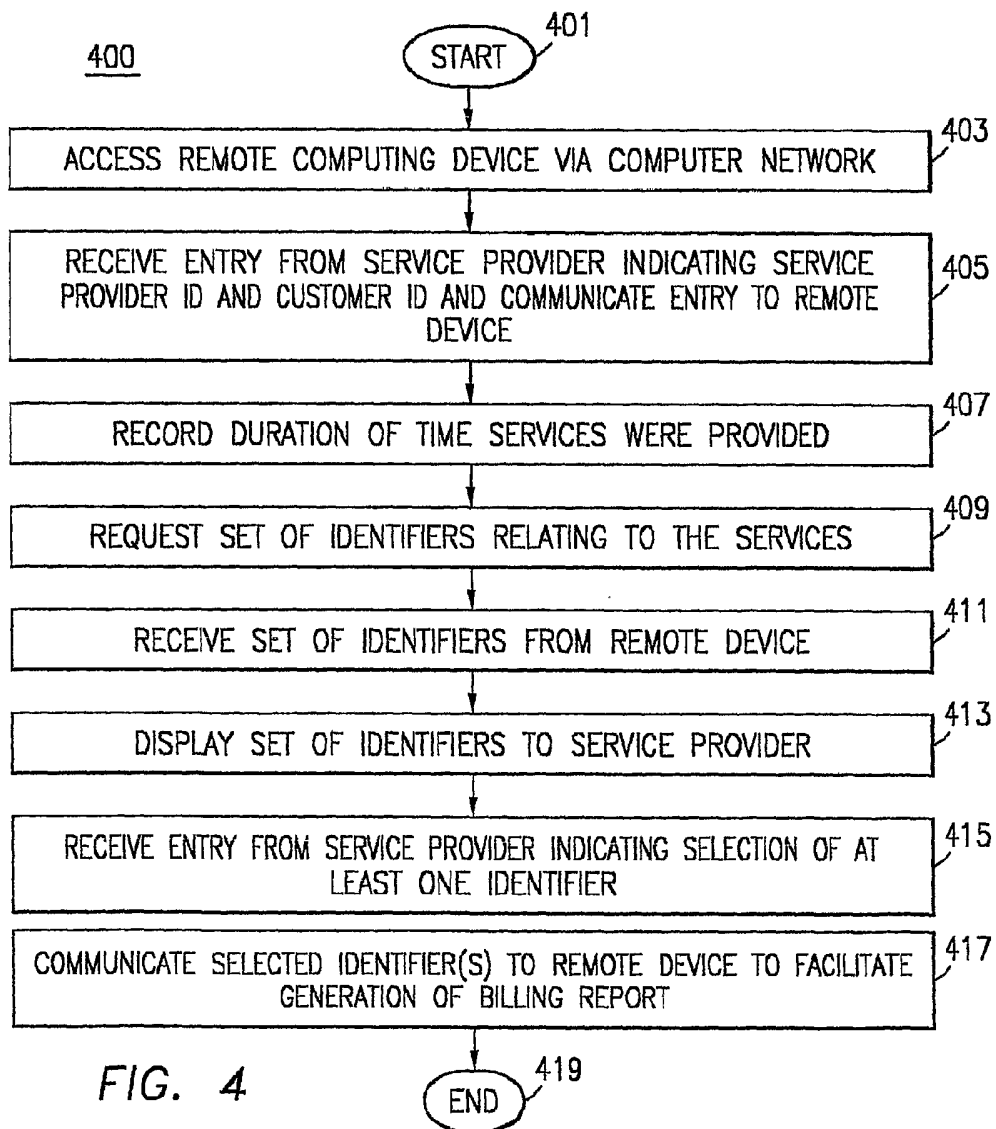 400
START
401
ACCESS REMOTE COMPUTING DEVICE VIA COMPUTER NETWORK
403
RECEIVE ENTRY FROM SERVICE PROVIDER INDICATING SERVICE
PROVIDER ID AND CUSTOMER ID AND COMMUNICATE ENTRY TO REMOTE
DEVICE
405
RECORD DURATION OF TIME SERVICES WERE PROVIDED
407
REQUEST SET OF IDENTIFIERS RELATING TO THE SERVICES
409
RECEIVE SET OF IDENTIFIERS FROM REMOTE DEVICE
411
DISPLAY SET OF IDENTIFIERS TO SERVICE PROVIDER
413
RECEIVE ENTRY FROM SERVICE PROVIDER INDICATING SELECTION OF AT
LEAST ONE IDENTIFIER
415
COMMUNICATE SELECTED IDENTIFIER(S) TO REMOTE DEVICE TO FACILITATE
GENERATION OF BILLING REPORT
417
END
419
FIG. 4